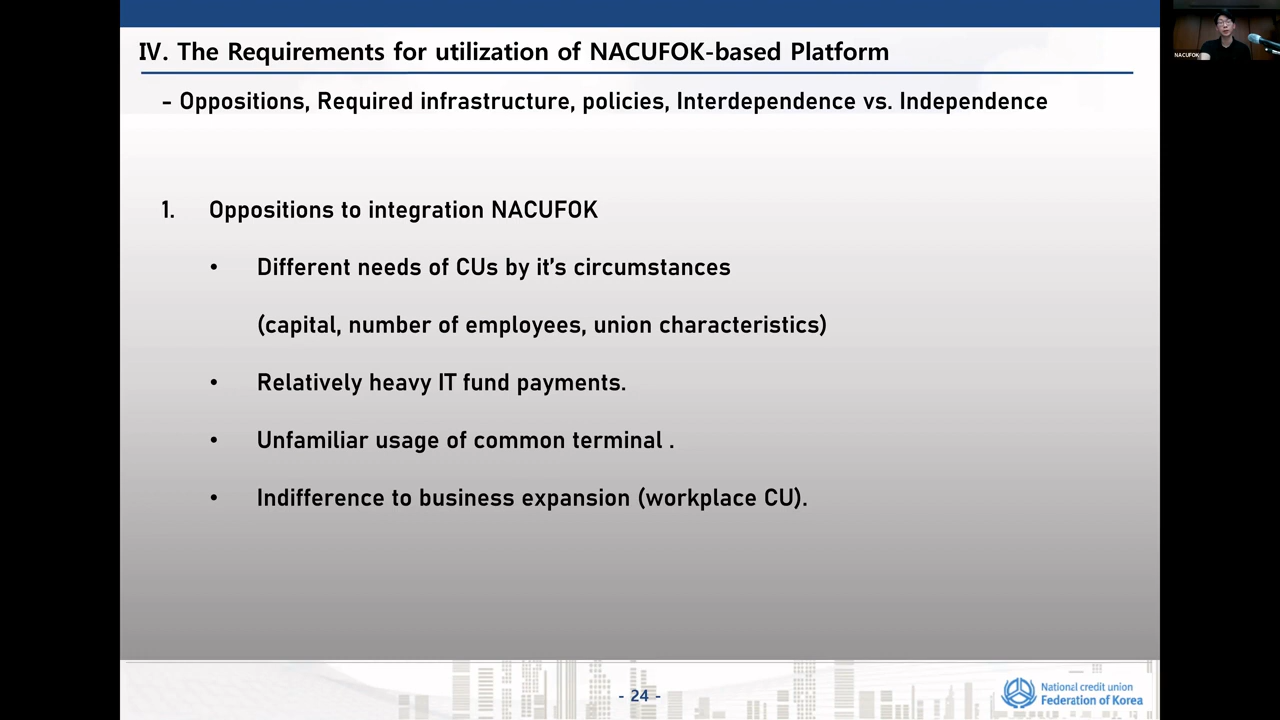 IV. The Requirements for utilization of NACUFOK-based Platform
- Oppositions, Required infrastructure, policies, Interdependence vs. Independence
1. Oppositions to integration NACUFOK
• Different needs of CUs by it's circumstances
(capital, number of employees, union characteristics)
• Relatively heavy IT fund payments.
• Unfamiliar usage of common terminal .
• Indifference to business expansion (workplace CU).
- 24 -
National credit union
Federation of Korea
NACUFOK